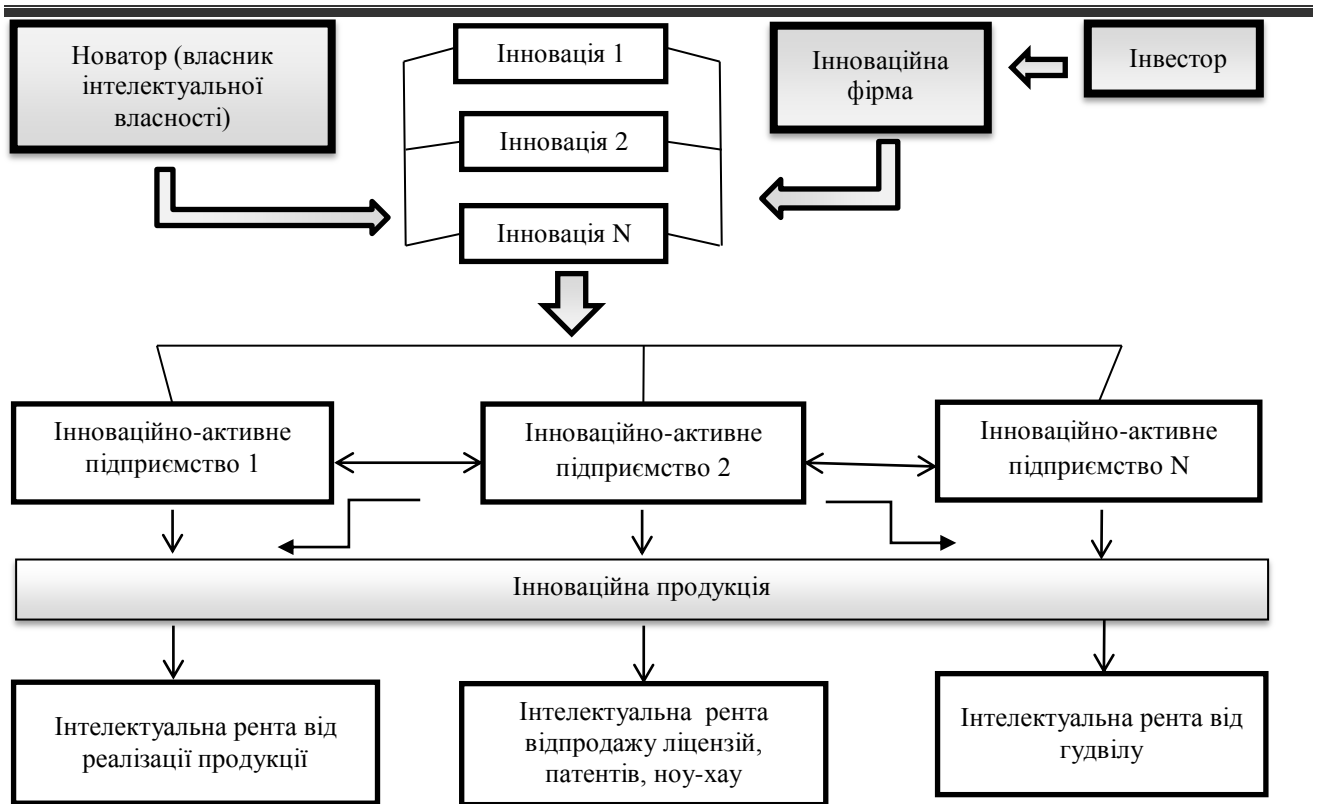 Новатор (власник
інтелектуальної
власності)
Інновація 1
Інновація 2
Інновація N
Інноваційна
фірма
Інвестор
Інноваційно-активне
підприємство 1
Інноваційно-активне
підприємство 2
Інноваційно-активне
підприємство N
Інноваційна продукція
Інтелектуальна рента від
реалізації продукції
Інтелектуальна рента
відпродажу ліцензій,
патентів, ноу-хау
Інтелектуальна рента від
гудвілу